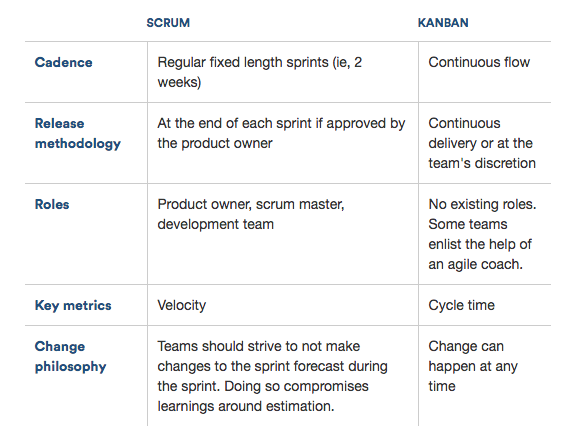 SCRUM KANBAN
Cadence
Regular fixed length sprints (ie, 2
weeks)
Continuous flow
Release
methodology
At the end of each sprint if approved by
the product owner
Continuous
delivery or at the
team's discretion
Roles
Product owner, scrum master,
development team
No existing roles.
Some teams
enlist the help of
an agile coach.
Key metrics
Velocity
Cycle time
Change
philosophy
Teams should strive to not make
changes to the sprint forecast during
the sprint. Doing so compromises
learnings around estimation.
Change can
happen at any
time